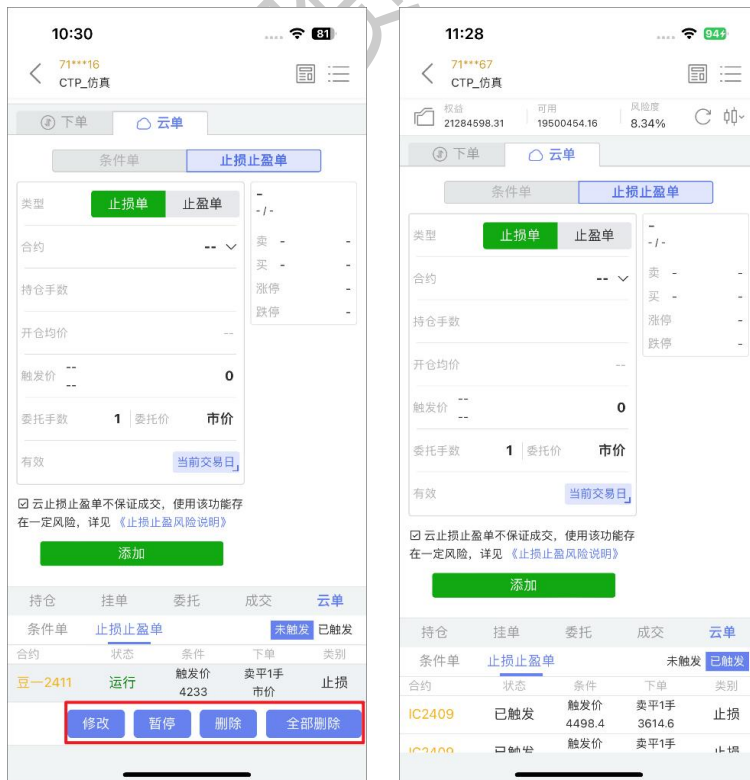 10:30
81
71***16
CTP_仿真
下单
云单
条件单
止损止盈单
类型 止损单 止盈单
合约 --
持仓手数
开仓均价 --
触发价 -- -- 0
委托手数 1 委托价 市价
有效 当前交易日
-
- / -
卖 - -
买 - -
涨停 -
跌停 -
云止损止盈单不保证成交，使用该功能存
在一定风险，详见《止损止盈风险说明》
添加
持仓 挂单 委托 成交 云单
条件单 止损止盈单 未触发 已触发
合约 状态 条件 下单 类别
豆一2411 运行 触发价 卖平1手 止损
4233 市价
修改 暂停 删除 全部删除
11:28
94
71***67
CTP_仿真
权益 可用 风险度
21284598.31 19500454.16 8.34%
下单
云单
条件单
止损止盈单
类型 止损单 止盈单
合约 --
持仓手数
开仓均价 --
触发价 -- -- 0
委托手数 1 委托价 市价
有效 当前交易日
-
- / -
卖 - -
买 - -
涨停 -
跌停 -
云止损止盈单不保证成交，使用该功能存
在一定风险，详见《止损止盈风险说明》
添加
持仓 挂单 委托 成交 云单
条件单 止损止盈单 未触发 已触发
合约 状态 条件 下单 类别
IC2409 已触发 触发价 卖平1手 止损
4498.4 3614.6
IC2409 已触发 触发价 卖平1手 止损